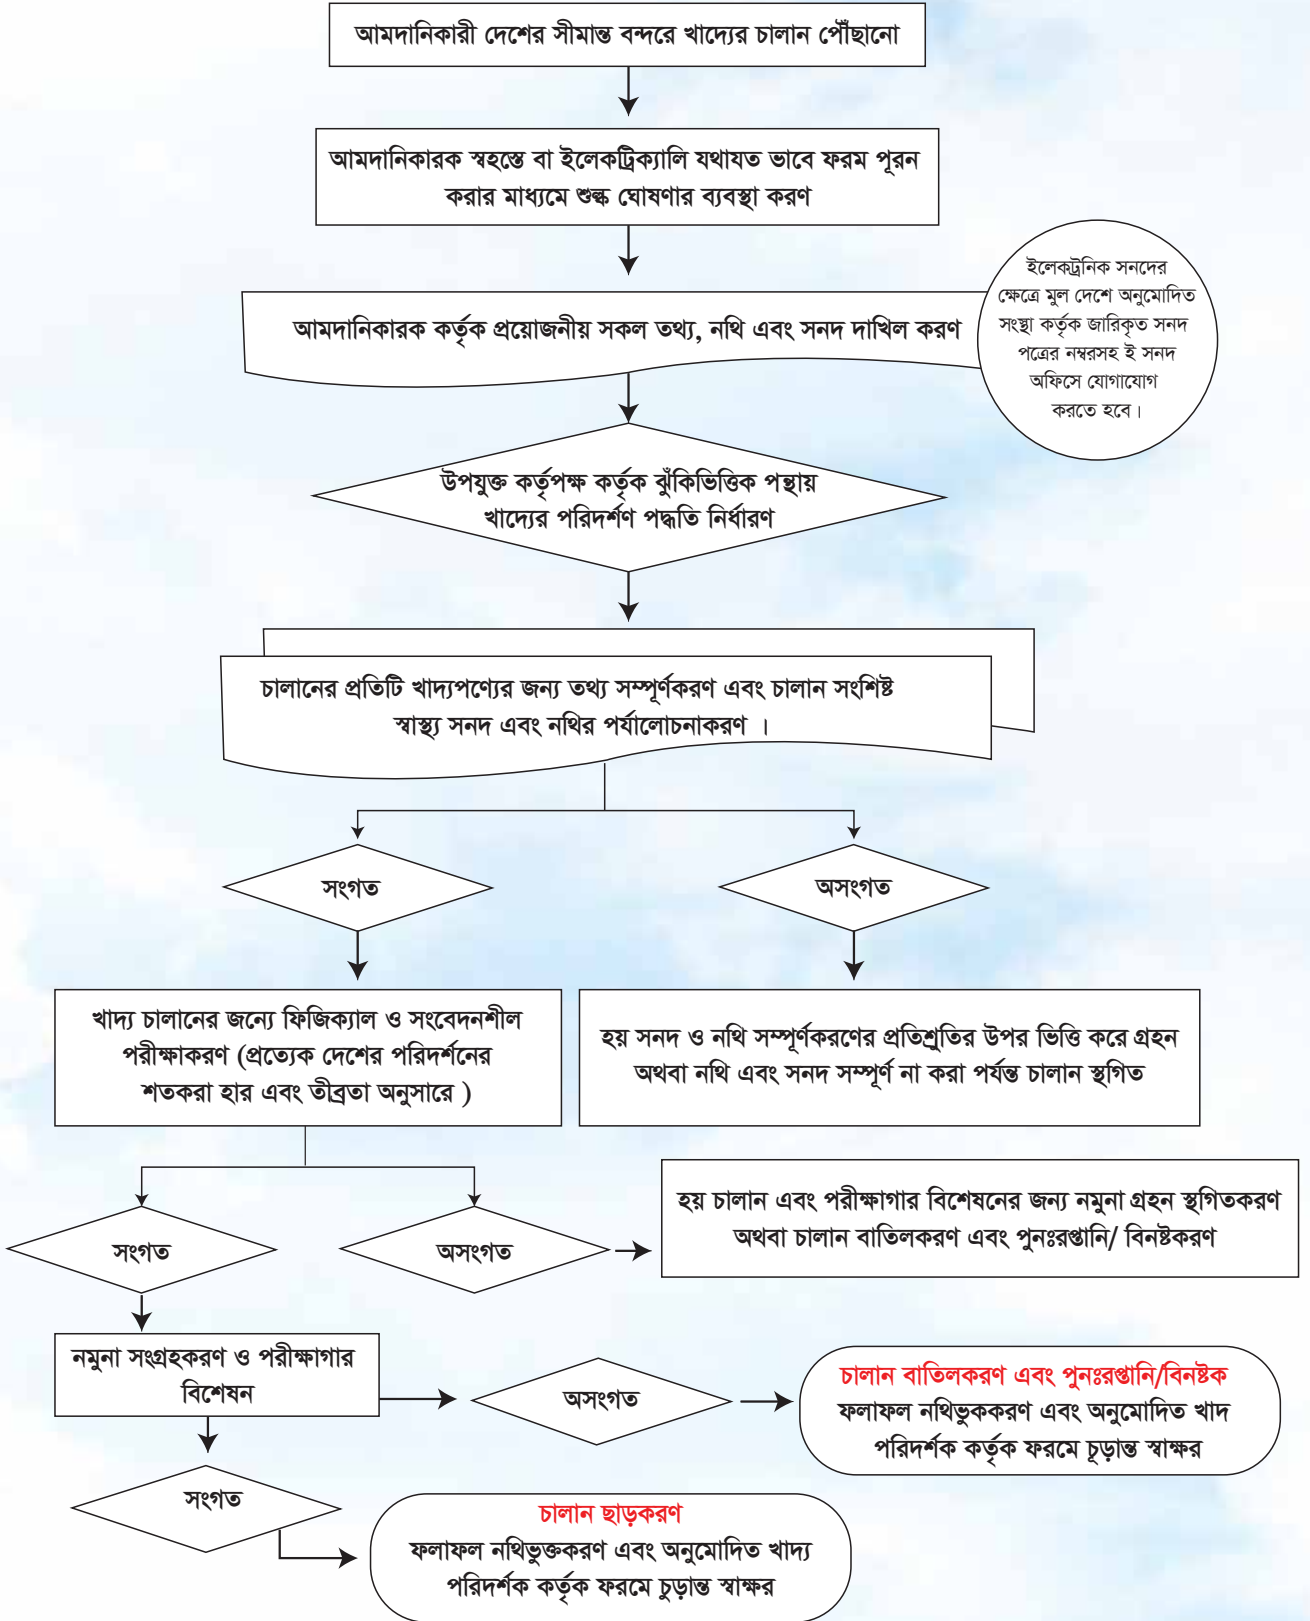 আমদানিকারী দেশের সীমান্ত বন্দরে খাদ্যের চালান পৌঁছানো
আমদানিকারক স্বহস্তে বা ইলেকট্রিক্যালি যথাযত ভাবে ফরম পূরন
করার মাধ্যমে শুল্ক ঘোষণার ব্যবস্থা করণ
ইলেকট্রনিক সনদের
ক্ষেত্রে মুল দেশে অনুমোদিত
সংস্থা কর্তৃক জারিকৃত সনদ
পত্রের নম্বরসহ ই সনদ
অফিসে যোগাযোগ
করতে হবে।
আমদানিকারক কর্তৃক প্রয়োজনীয় সকল তথ্য, নথি এবং সনদ দাখিল করণ
উপযুক্ত কর্তৃপক্ষ কর্তৃক ঝুঁকিভিত্তিক পন্থায়
খাদ্যের পরিদর্শণ পদ্ধতি নির্ধারণ
চালানের প্রতিটি খাদ্যপণ্যের জন্য তথ্য সম্পূর্ণকরণ এবং চালান সংশিষ্ট
স্বাস্থ্য সনদ এবং নথির পর্যালোচনাকরণ ।
সংগত
অসংগত
খাদ্য চালানের জন্যে ফিজিক্যাল ও সংবেদনশীল
পরীক্ষাকরণ (প্রত্যেক দেশের পরিদর্শনের
শতকরা হার এবং তীব্রতা অনুসারে )
হয় সনদ ও নথি সম্পূর্ণকরণের প্রতিশ্রুতির উপর ভিত্তি করে গ্রহন
অথবা নথি এবং সনদ সম্পূর্ণ না করা পর্যন্ত চালান স্থগিত
সংগত
অসংগত
হয় চালান এবং পরীক্ষাগার বিশেষনের জন্য নমুনা গ্রহন স্থগিতকরণ
অথবা চালান বাতিলকরণ এবং পুনঃরপ্তানি/ বিনষ্টকরণ
নমুনা সংগ্রহকরণ ও পরীক্ষাগার
বিশেষন
অসংগত
চালান বাতিলকরণ এবং পুনঃরপ্তানি/বিনষ্টক
ফলাফল নথিভুককরণ এবং অনুমোদিত খাদ
পরিদর্শক কর্তৃক ফরমে চূড়ান্ত স্বাক্ষর
সংগত
চালান ছাড়করণ
ফলাফল নথিভুক্তকরণ এবং অনুমোদিত খাদ্য
পরিদর্শক কর্তৃক ফরমে চুড়ান্ত স্বাক্ষর